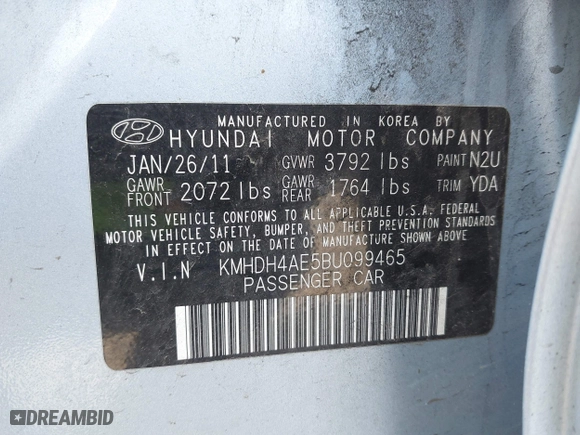 MANUFACTURED IN KOREA BY
HYUNDAI MOTOR COMPANY
JAN/26/11 GVWR 3792 lbs PAINT N2U
GAWR FRONT 2072 lbs GAWR REAR 1764 lbs TRIM YDA
THIS VEHICLE CONFORMS TO ALL APPLICABLE U.S.A. FEDERAL
MOTOR VEHICLE SAFETY, BUMPER, AND THEFT PREVENTION STANDARDS
IN EFFECT ON THE DATE OF MANUFACTURE SHOWN ABOVE.
V.I.N KMHDH4AE5BU099465
PASSENGER CAR
DREAMBID